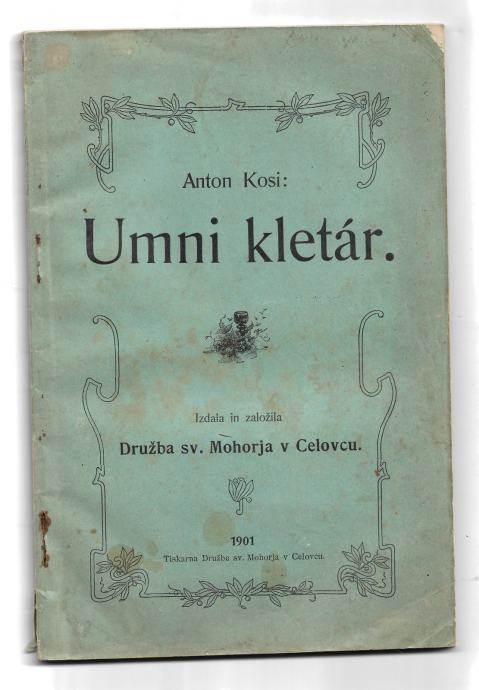 Anton Kosi:
Umni kletár.
Izdala in založila
Družba sv. Mohorja v Celovcu.
1901
Tiskarna Družbe sv. Mohorja v Celovcu.